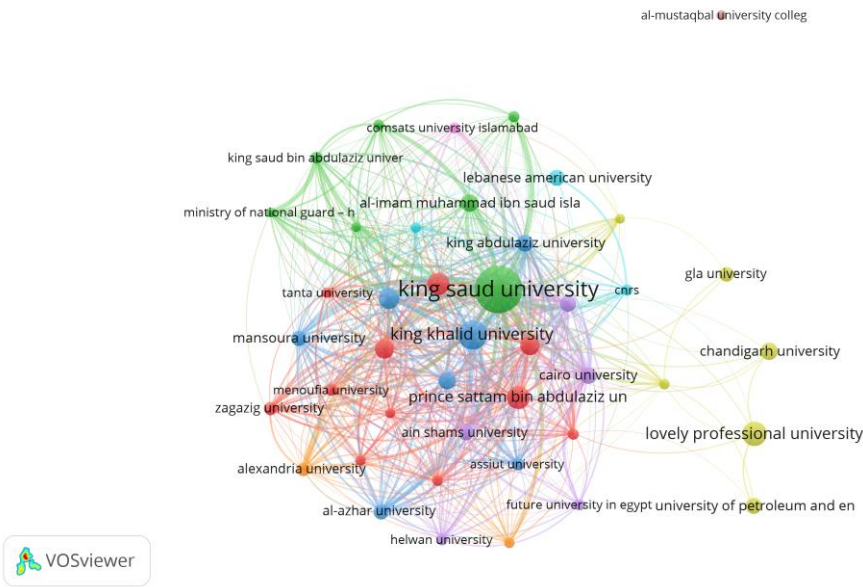 al-mustaqbal university colleg
comsats university islamabad
king saud bin abdulaziz univer
lebanese american university
al-imam muhammad ibn saud isla
ministry of national guard – h
king abdulaziz university
gla university
king saud university
cnrs
tanta university
king khalid university
mansoura university
chandigarh university
cairo university
menoufia university
prince sattam bin abdulaziz un
zagazig university
ain shams university
lovely professional university
assiut university
alexandria university
future university in egypt
university of petroleum and en
al-azhar university
helwan university
VOSviewer